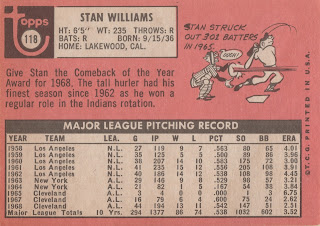 topps
118
STAN WILLIAMS
HT: 6'5" WT: 235 THROWS: R
BATS: R BORN: 9/15/36
HOME: LAKEWOOD, CAL.
STAN STRUCK
OUT 301 BATTERS
IN 1965.
OOOH!
Give Stan the Comeback of the Year
Award for 1968. The tall hurler had his
finest season since 1962 as he won a
regular role in the Indians rotation.
© T.C.G. PRINTED IN U.S.A.
MAJOR LEAGUE PITCHING RECORD
YEAR TEAM LEA. G IP W L PCT SO BB ERA
1958 Los Angeles N.L. 27 119 9 7 .563 80 65 4.01
1959 Los Angeles N.L. 35 125 5 5 .500 89 86 3.96
1960 Los Angeles N.L. 38 207 14 10 .583 175 72 3.00
1961 Los Angeles N.L. 41 235 15 12 .556 205 108 3.91
1962 Los Angeles N.L. 40 186 14 12 .538 108 98 4.45
1963 New York A.L. 29 146 9 8 .529 98 57 3.21
1964 New York A.L. 21 82 1 5 .167 54 38 3.84
1965 Cleveland A.L. 3 4 0 0 .000 1 3 6.75
1967 Cleveland A.L. 16 79 6 4 .600 75 24 2.62
1968 Cleveland A.L. 44 194 13 11 .542 147 51 2.51
Major League Totals 10 Yrs. 294 1377 86 74 .538 1032 602 3.52